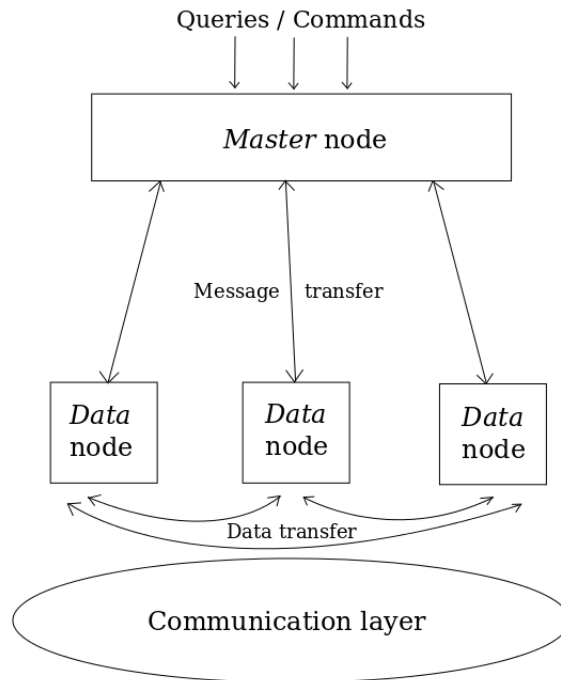 Queries / Commands
Master node
Message transfer
Data
node
Data
node
Data
node
Data transfer
Communication layer